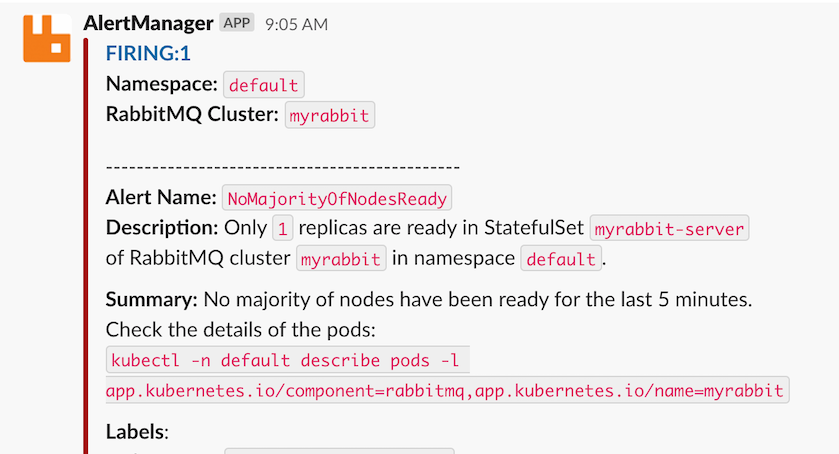 AlertManager APP 9:05 AM
FIRING:1
Namespace: default
RabbitMQ Cluster: myrabbit
----------------------------------------------
Alert Name: NoMajorityOfNodesReady
Description: Only 1 replicas are ready in StatefulSet myrabbit-server
of RabbitMQ cluster myrabbit in namespace default.
Summary: No majority of nodes have been ready for the last 5 minutes.
Check the details of the pods:
kubectl -n default describe pods -l
app.kubernetes.io/component=rabbitmq,app.kubernetes.io/name=myrabbit
Labels: